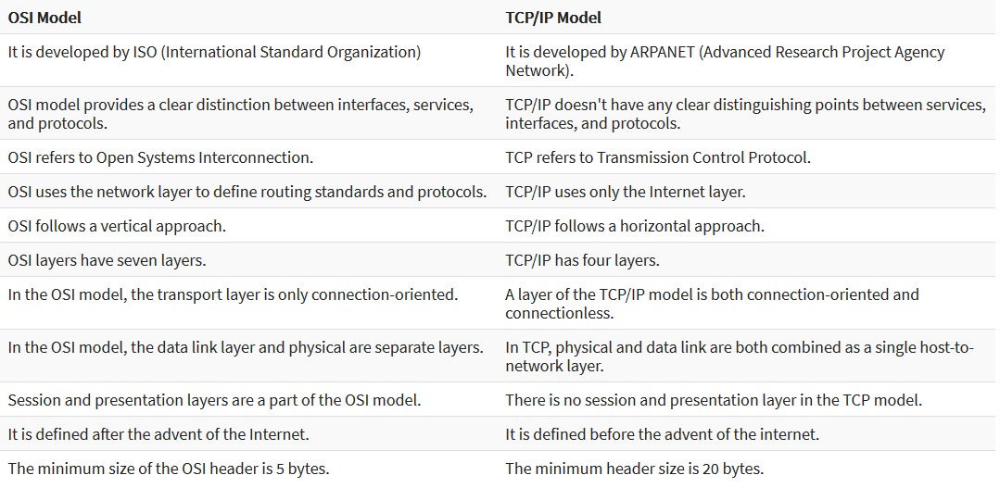 OSI Model
TCP/IP Model
It is developed by ISO (International Standard Organization)
It is developed by ARPANET (Advanced Research Project Agency
Network).
OSI model provides a clear distinction between interfaces, services,
and protocols.
TCP/IP doesn't have any clear distinguishing points between services,
interfaces, and protocols.
OSI refers to Open Systems Interconnection.
TCP refers to Transmission Control Protocol.
OSI uses the network layer to define routing standards and protocols.
TCP/IP uses only the Internet layer.
OSI follows a vertical approach.
TCP/IP follows a horizontal approach.
OSI layers have seven layers.
TCP/IP has four layers.
In the OSI model, the transport layer is only connection-oriented.
A layer of the TCP/IP model is both connection-oriented and
connectionless.
In the OSI model, the data link layer and physical are separate layers.
In TCP, physical and data link are both combined as a single host-to-
network layer.
Session and presentation layers are a part of the OSI model.
There is no session and presentation layer in the TCP model.
It is defined after the advent of the Internet.
It is defined before the advent of the internet.
The minimum size of the OSI header is 5 bytes.
The minimum header size is 20 bytes.